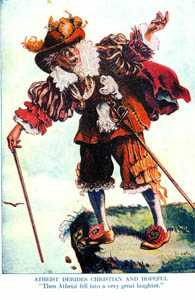 ATHEIST DERIDES CHRISTIAN AND HOPEFUL
"Then Atheist fell into a very great laughter."